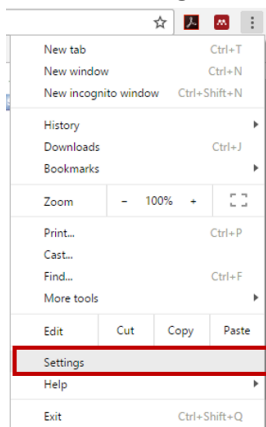 New tab Ctrl+T
New window Ctrl+N
New incognito window Ctrl+Shift+N
History
Downloads Ctrl+J
Bookmarks
Zoom - 100% +
Print... Ctrl+P
Cast...
Find... Ctrl+F
More tools
Edit Cut Copy Paste
Settings
Help
Exit Ctrl+Shift+Q